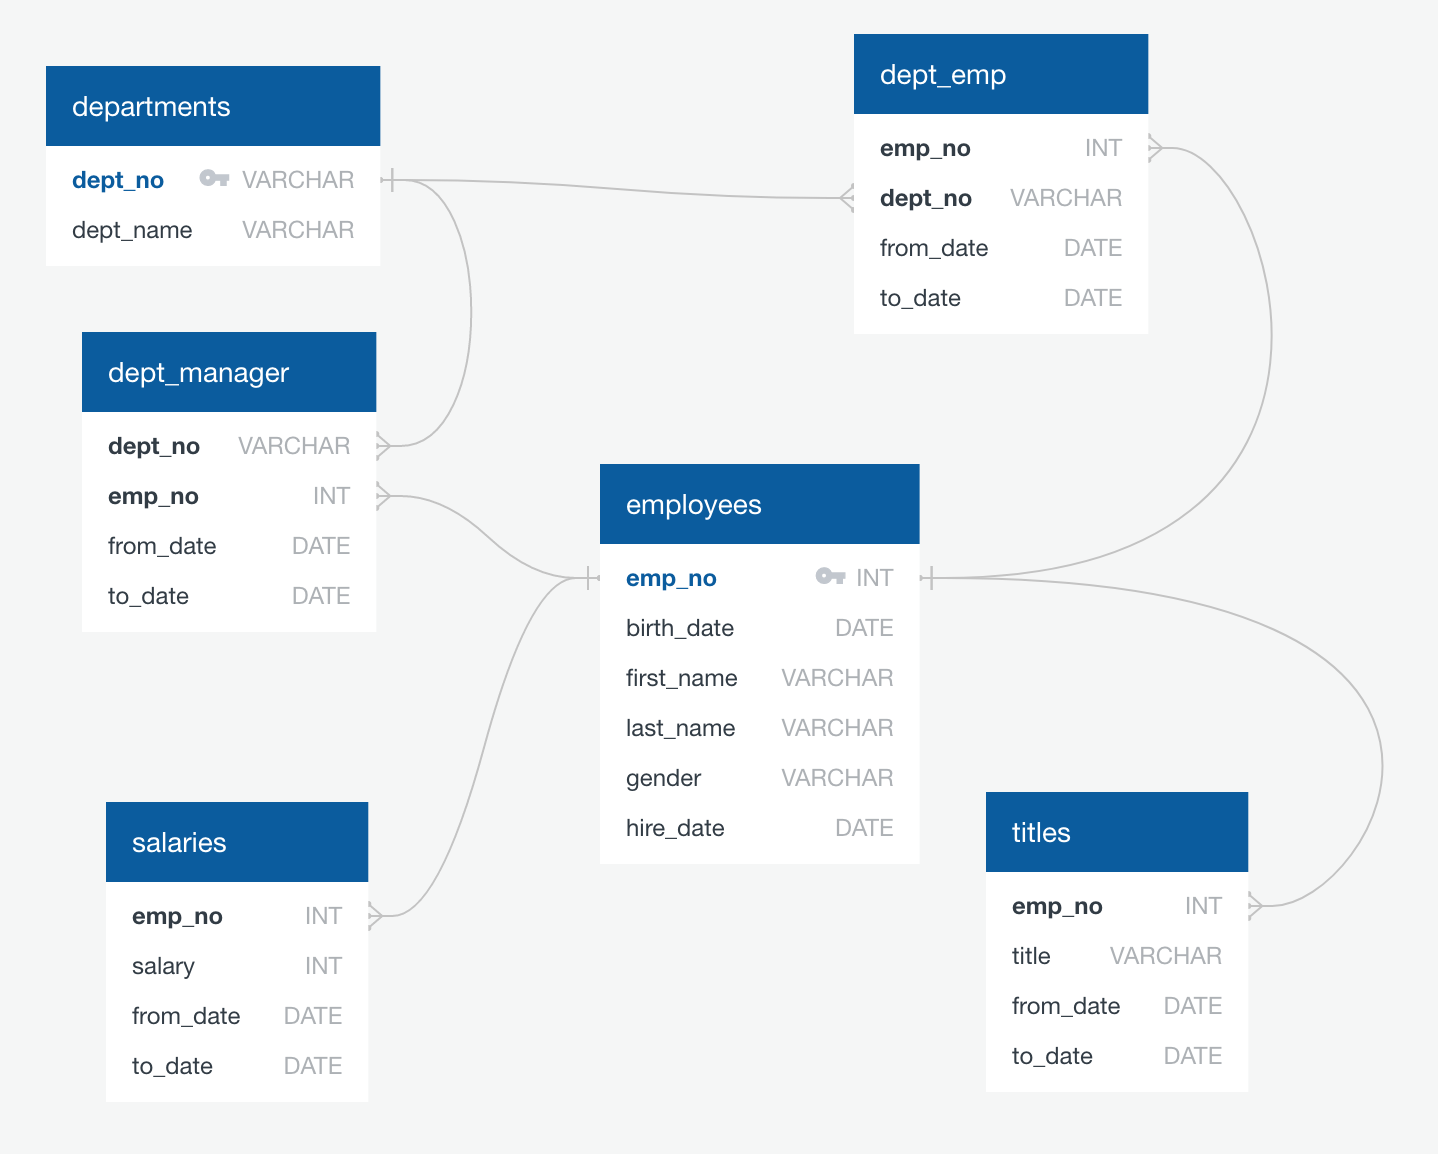 departments
dept_no VARCHAR
dept_name VARCHAR
dept_emp
emp_no INT
dept_no VARCHAR
from_date DATE
to_date DATE
dept_manager
dept_no VARCHAR
emp_no INT
from_date DATE
to_date DATE
employees
emp_no INT
birth_date DATE
first_name VARCHAR
last_name VARCHAR
gender VARCHAR
hire_date DATE
salaries
emp_no INT
salary INT
from_date DATE
to_date DATE
titles
emp_no INT
title VARCHAR
from_date DATE
to_date DATE